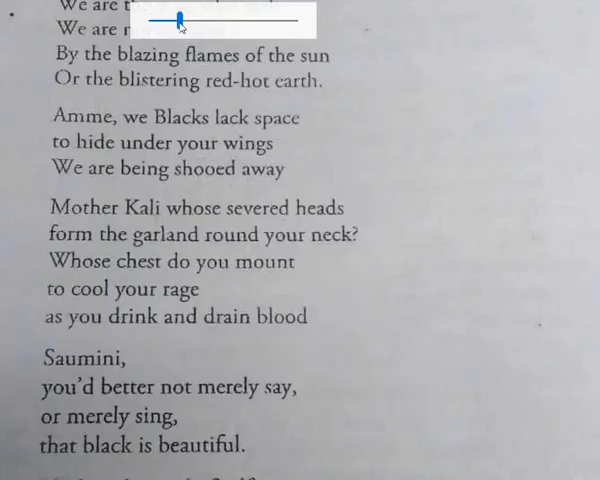 We are
We are
By the blazing flames of the sun
Or the blistering red-hot earth.
Amme, we Blacks lack space
to hide under your wings
We are being shooed away
Mother Kali whose severed heads
form the garland round your neck?
Whose chest do you mount
to cool your rage
as you drink and drain blood
Saumini,
you'd better not merely say,
or merely sing,
that black is beautiful.